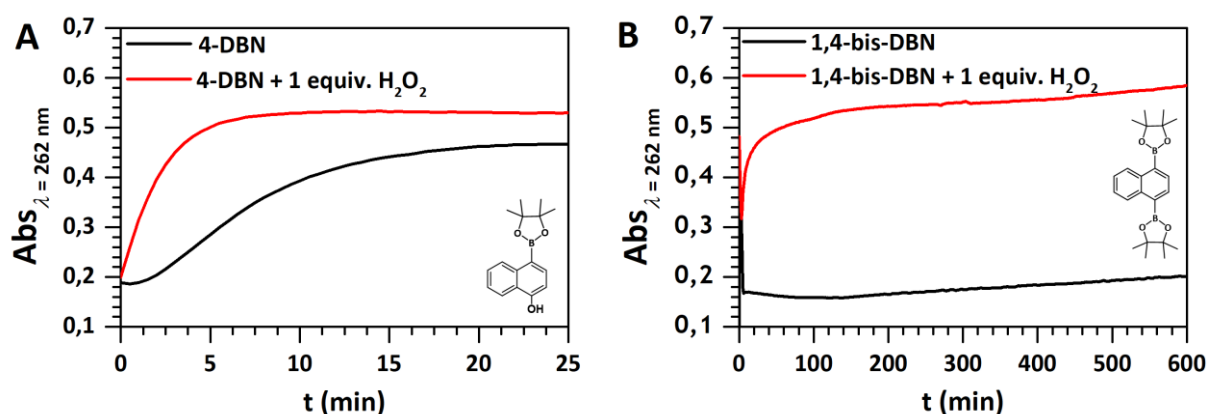 A
4-DBN
4-DBN + 1 equiv. H₂O₂
Abs λ = 262 nm
0,7
0,6
0,5
0,4
0,3
0,2
0,1
0 5 10 15 20 25
t (min)
O O
B
OH
B
1,4-bis-DBN
1,4-bis-DBN + 1 equiv. H₂O₂
Abs λ = 262 nm
0,7
0,6
0,5
0,4
0,3
0,2
0,1
0 100 200 300 400 500 600
t (min)
O O
B
B
O O